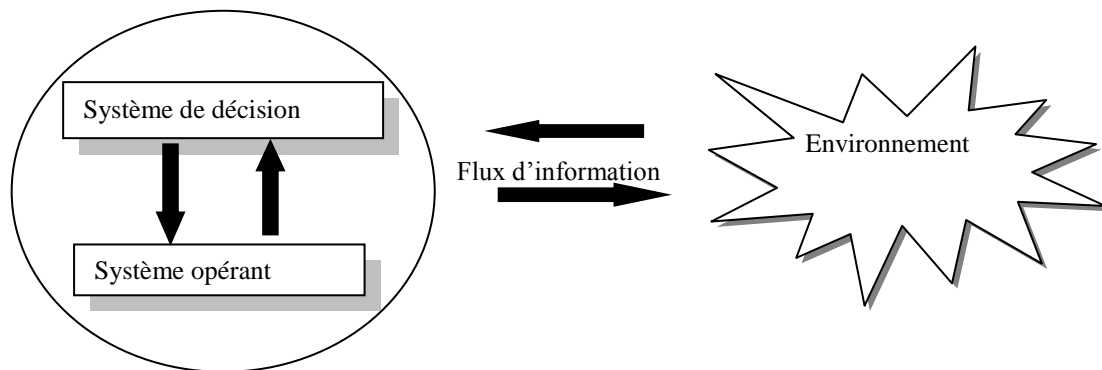 Système de décision
Environnement
Flux d’information
Système opérant